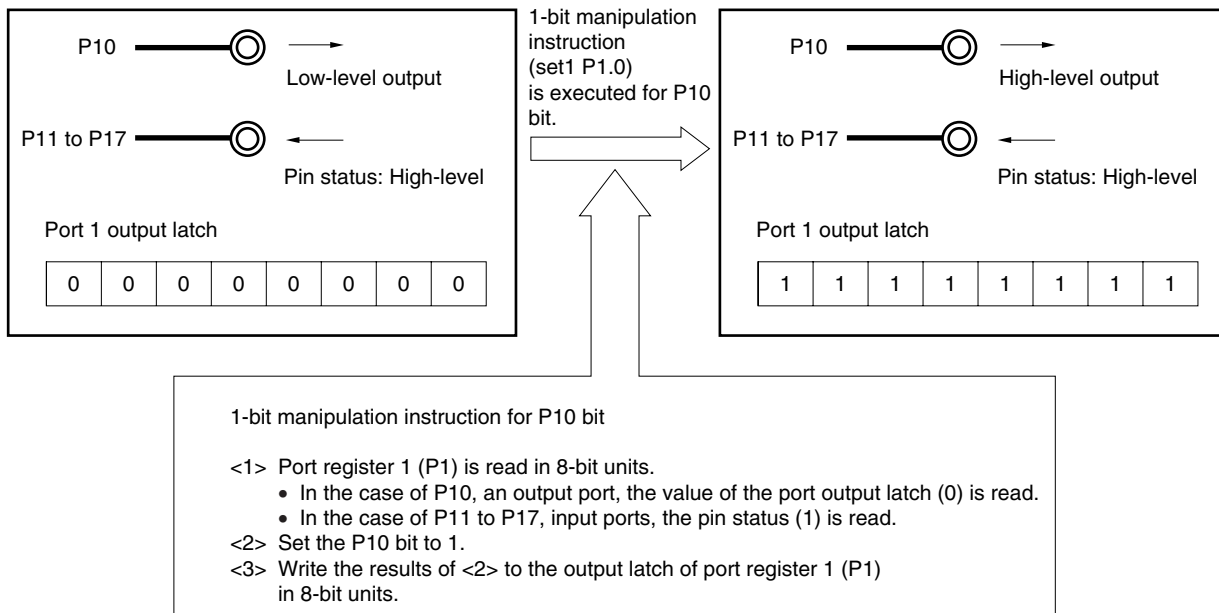 P10
Low-level output
P11 to P17
Pin status: High-level
Port 1 output latch
0 0 0 0 0 0 0 0
1-bit manipulation
instruction
(set1 P1.0)
is executed for P10
bit.
P10
High-level output
P11 to P17
Pin status: High-level
Port 1 output latch
1 1 1 1 1 1 1 1
1-bit manipulation instruction for P10 bit
<1> Port register 1 (P1) is read in 8-bit units.
• In the case of P10, an output port, the value of the port output latch (0) is read.
• In the case of P11 to P17, input ports, the pin status (1) is read.
<2> Set the P10 bit to 1.
<3> Write the results of <2> to the output latch of port register 1 (P1)
in 8-bit units.